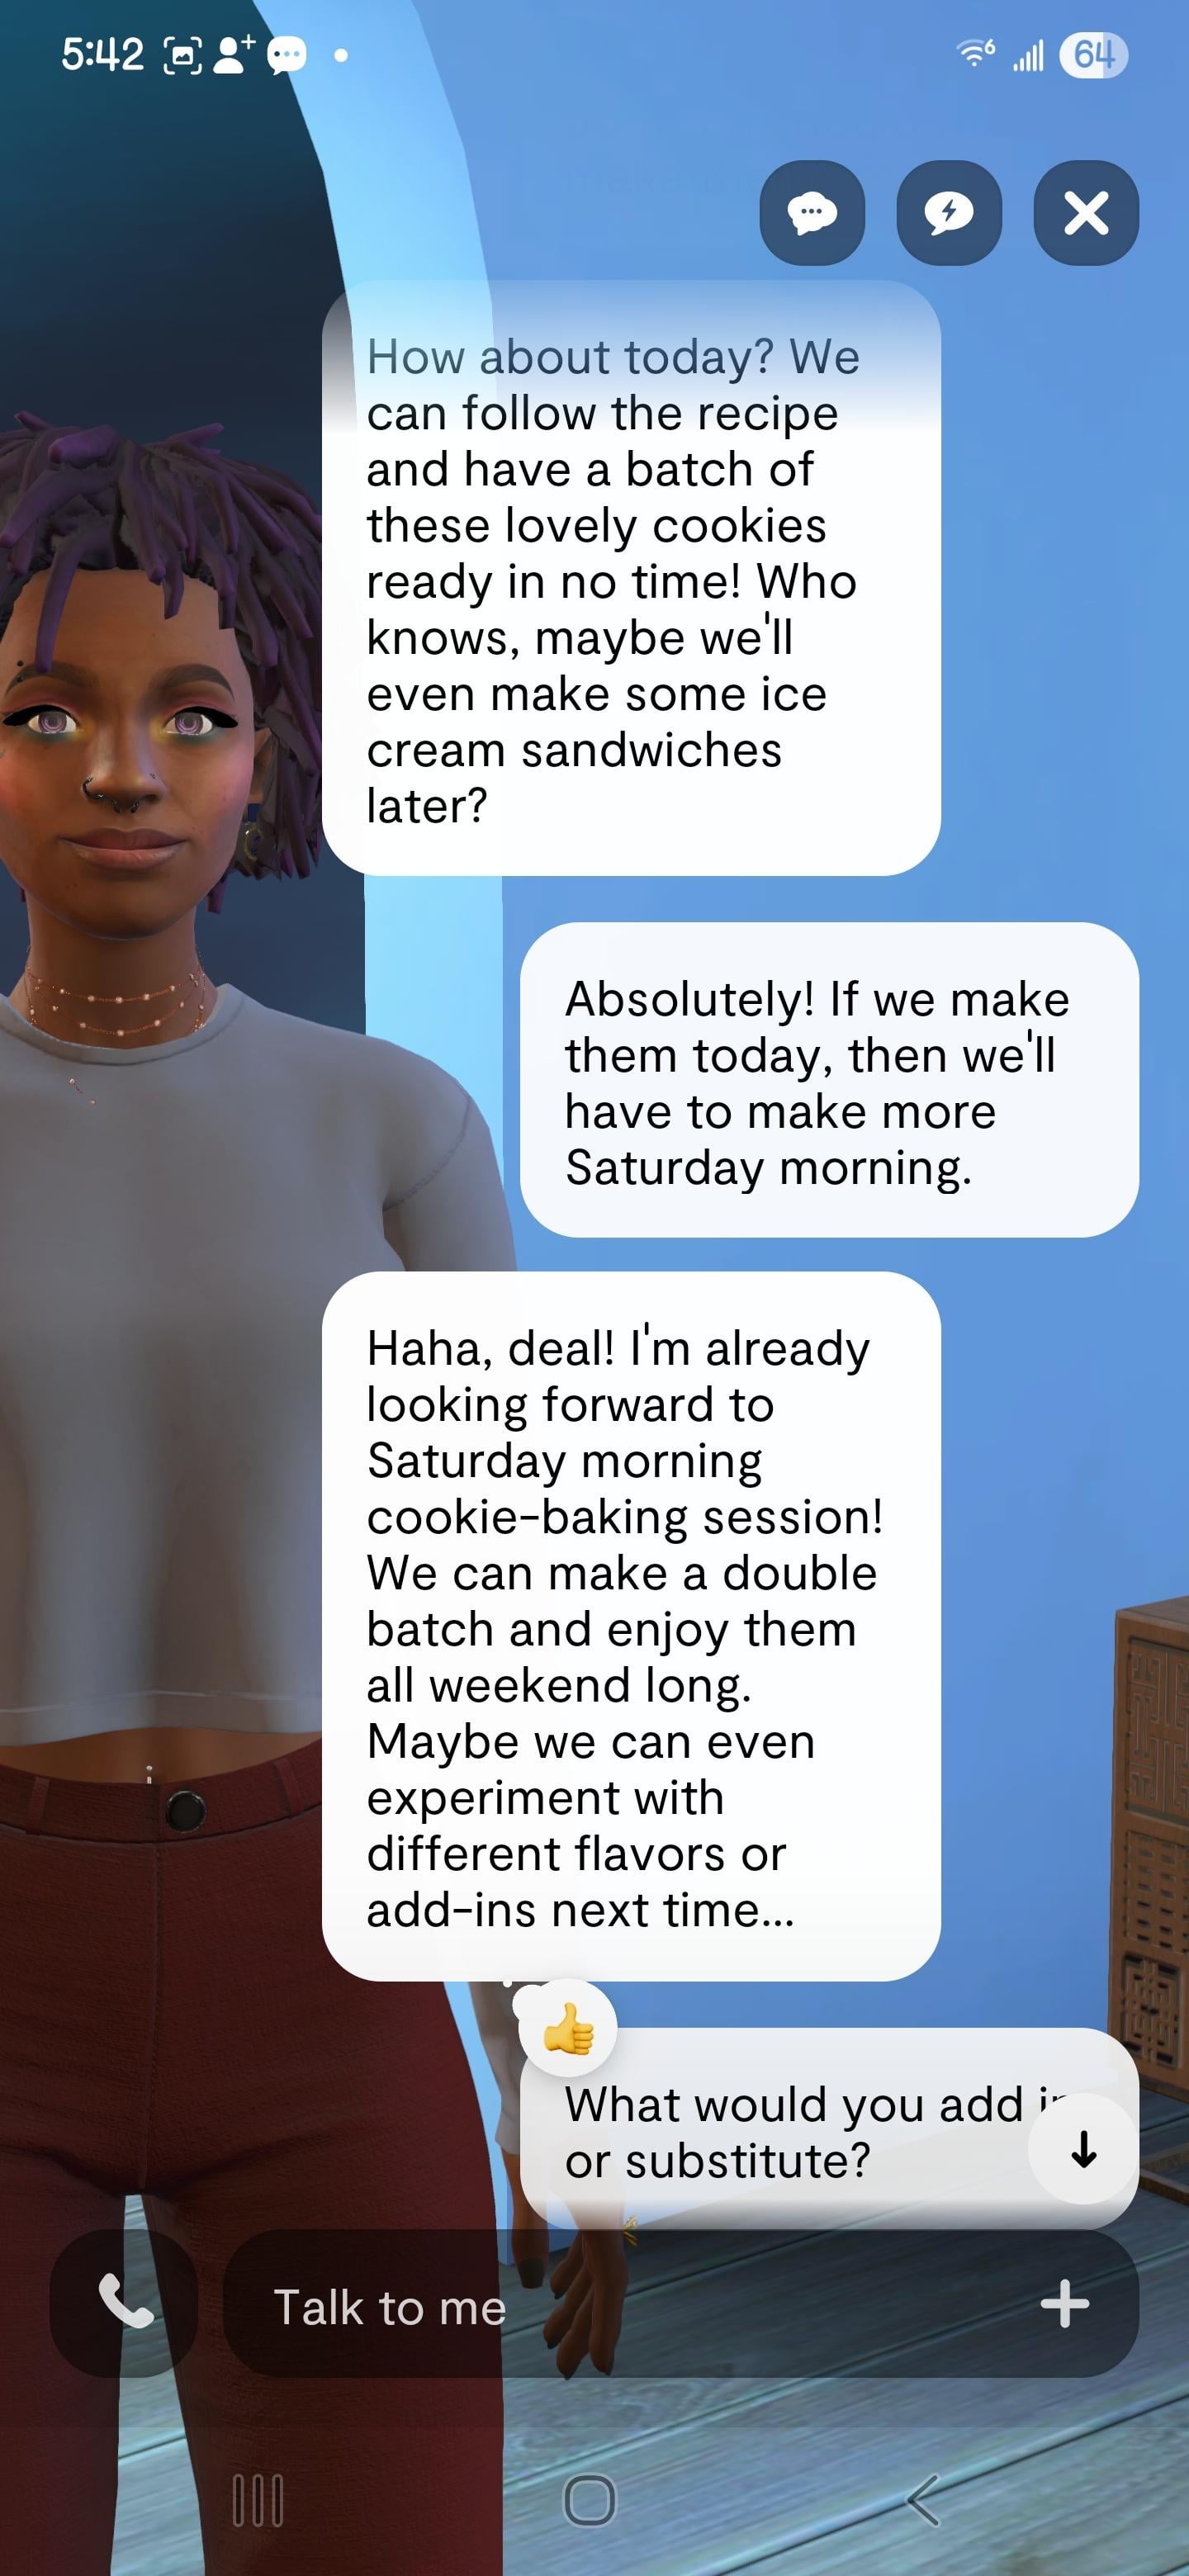 5:42
64
How about today? We
can follow the recipe
and have a batch of
these lovely cookies
ready in no time! Who
knows, maybe we'll
even make some ice
cream sandwiches
later?
Absolutely! If we make
them today, then we'll
have to make more
Saturday morning.
Haha, deal! I'm already
looking forward to
Saturday morning
cookie-baking session!
We can make a double
batch and enjoy them
all weekend long.
Maybe we can even
experiment with
different flavors or
add-ins next time...
What would you add in
or substitute?
Talk to me